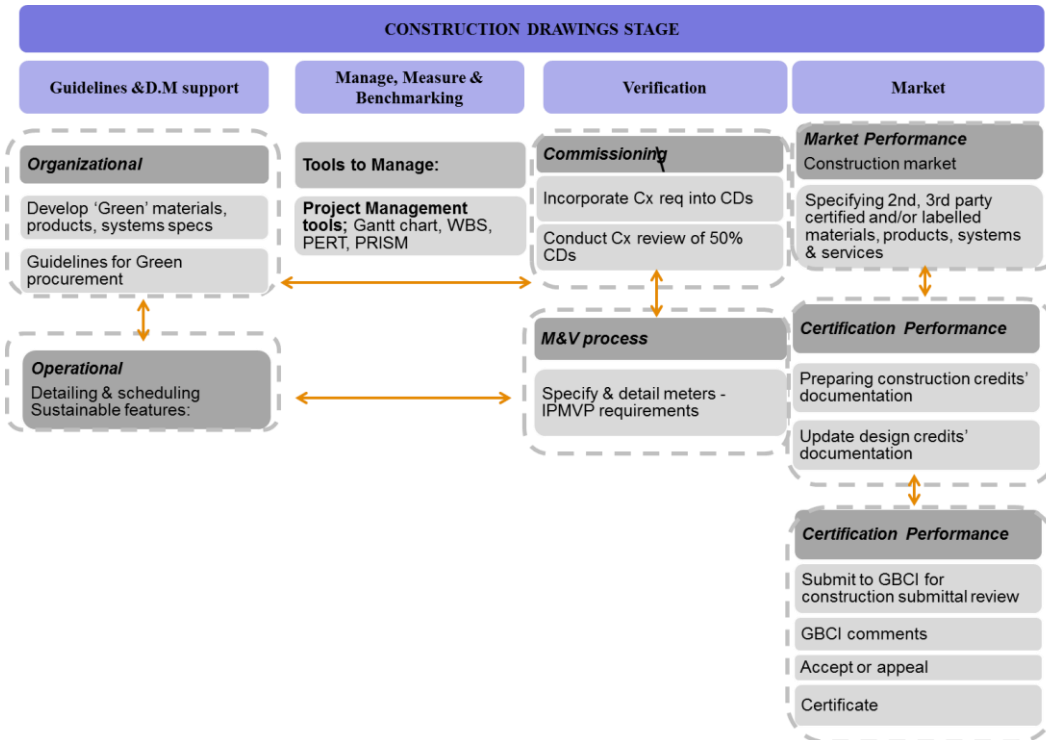 CONSTRUCTION DRAWINGS STAGE
Guidelines &D.M support
Manage, Measure &
Benchmarking
Verification
Market
Organizational
Develop ‘Green’ materials,
products, systems specs
Guidelines for Green
procurement
Operational
Detailing & scheduling
Sustainable features:
Tools to Manage:
Project Management
tools; Gantt chart, WBS,
PERT, PRISM
Commissioning
Incorporate Cx req into CDs
Conduct Cx review of 50%
CDs
M&V process
Specify & detail meters -
IPMVP requirements
Market Performance
Construction market
Specifying 2nd, 3rd party
certified and/or labelled
materials, products, systems
& services
Certification Performance
Preparing construction credits’
documentation
Update design credits’
documentation
Certification Performance
Submit to GBCI for
construction submittal review
GBCI comments
Accept or appeal
Certificate